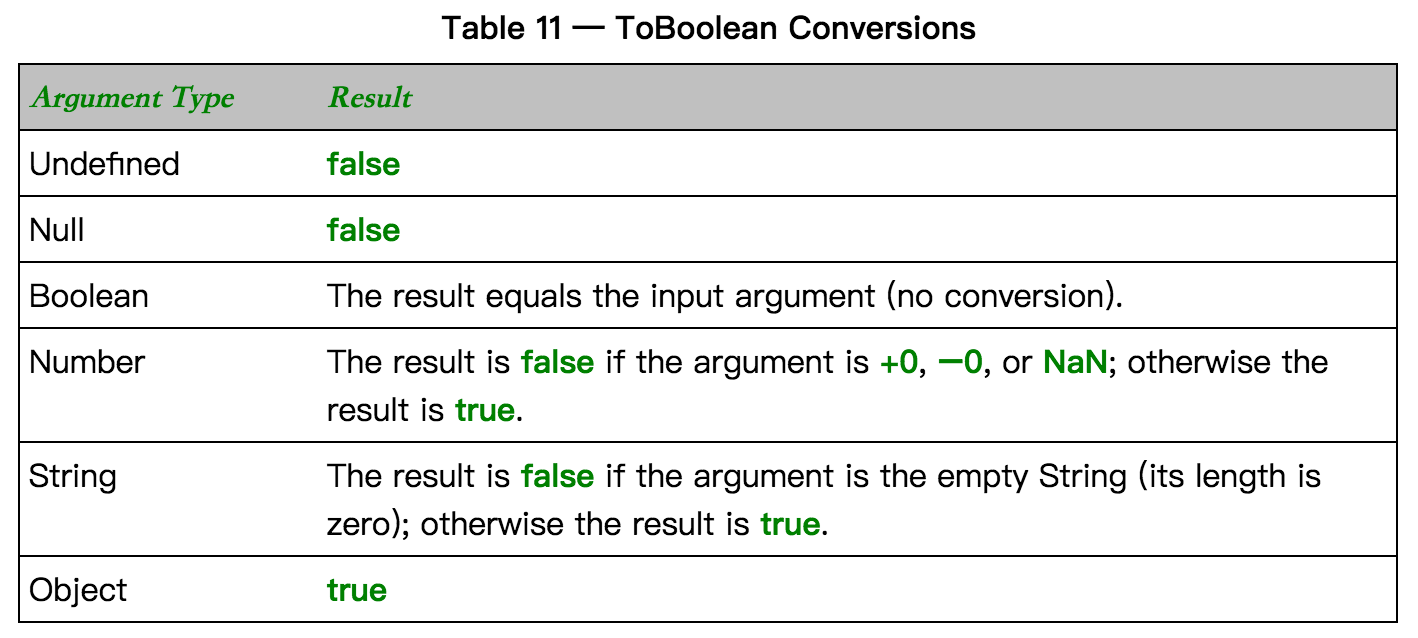 Table 11 — ToBoolean Conversions
Argument Type Result
Undefined false
Null false
Boolean The result equals the input argument (no conversion).
Number The result is false if the argument is +0, −0, or NaN; otherwise the
result is true.
String The result is false if the argument is the empty String (its length is
zero); otherwise the result is true.
Object true